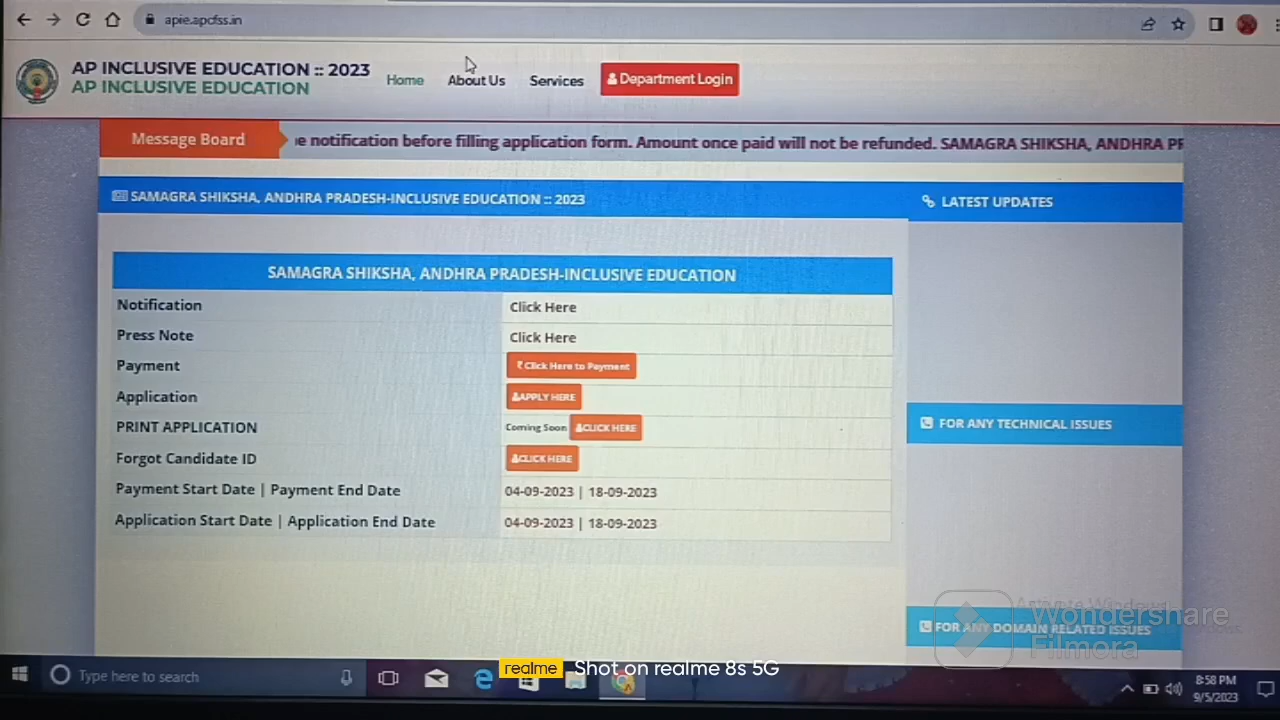 apie.apcfss.in
AP INCLUSIVE EDUCATION :: 2023
AP INCLUSIVE EDUCATION
Home About Us Services Department Login
Message Board
notification before filling application form. Amount once paid will not be refunded. SAMAGRA SHIKSHA, ANDHRA
SAMAGRA SHIKSHA, ANDHRA PRADESH-INCLUSIVE EDUCATION :: 2023
LATEST UPDATES
SAMAGRA SHIKSHA, ANDHRA PRADESH-INCLUSIVE EDUCATION
Notification Click Here
Press Note Click Here
Payment ₹ Click Here to Payment
Application APPLY HERE
PRINT APPLICATION Coming Soon CLICK HERE
Forgot Candidate ID CLICK HERE
Payment Start Date | Payment End Date 04-09-2023 | 18-09-2023
Application Start Date | Application End Date 04-09-2023 | 18-09-2023
FOR ANY TECHNICAL ISSUES
FOR ANY DOMAIN RELATED ISSUES
Activate Windows
Wondershare
Filmora
Type here to search
realme Shot on realme 8s 5G
8:58 PM
9/5/2023